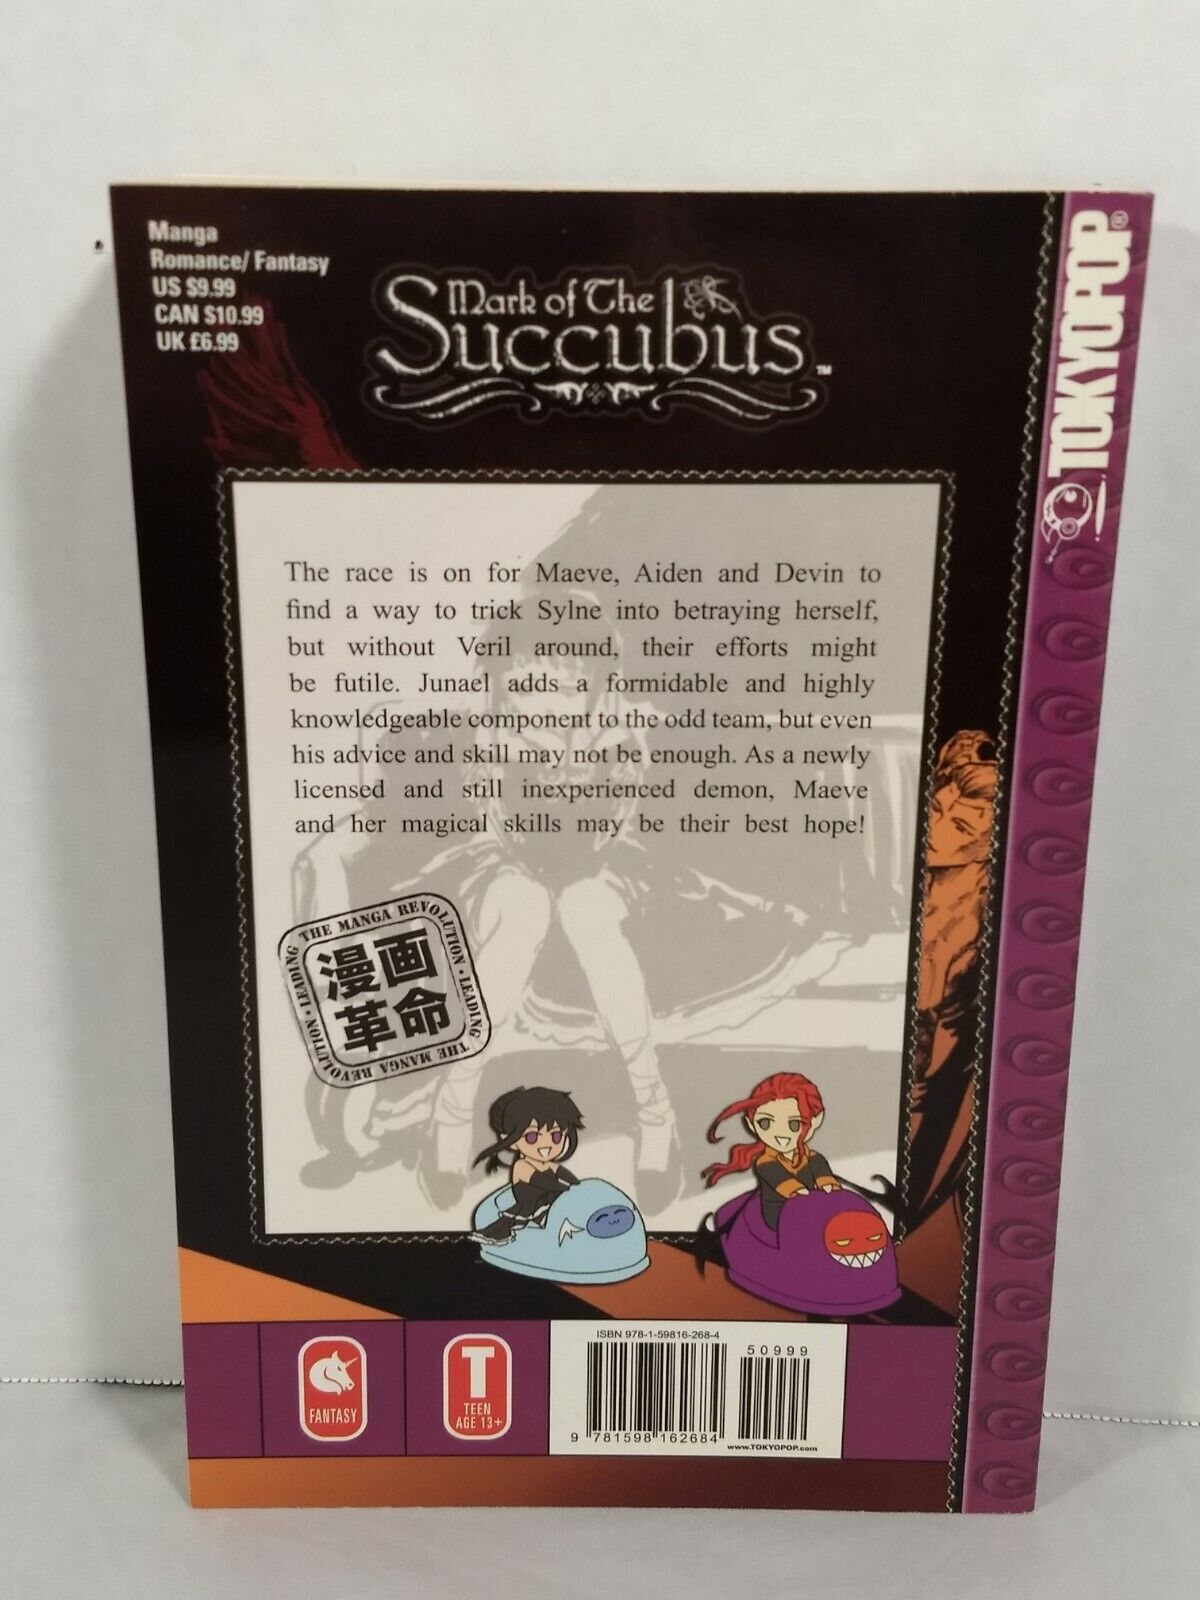 Manga
Romance/ Fantasy
US $9.99
CAN $10.99
UK £6.99
Mark of The
Succubus™
TOKYOPOP®
The race is on for Maeve, Aiden and Devin to
find a way to trick Sylne into betraying herself,
but without Veril around, their efforts might
be futile. Junael adds a formidable and highly
knowledgeable component to the odd team, but even
his advice and skill may not be enough. As a newly
licensed and still inexperienced demon, Maeve
and her magical skills may be their best hope!
LEADING THE MANGA REVOLUTION • LEADING THE MANGA REVOLUTION •
漫画
革命
FANTASY
T
TEEN
AGE 13+
ISBN 978-1-59816-268-4
50999
9 781598 162684
www.TOKYOPOP.com